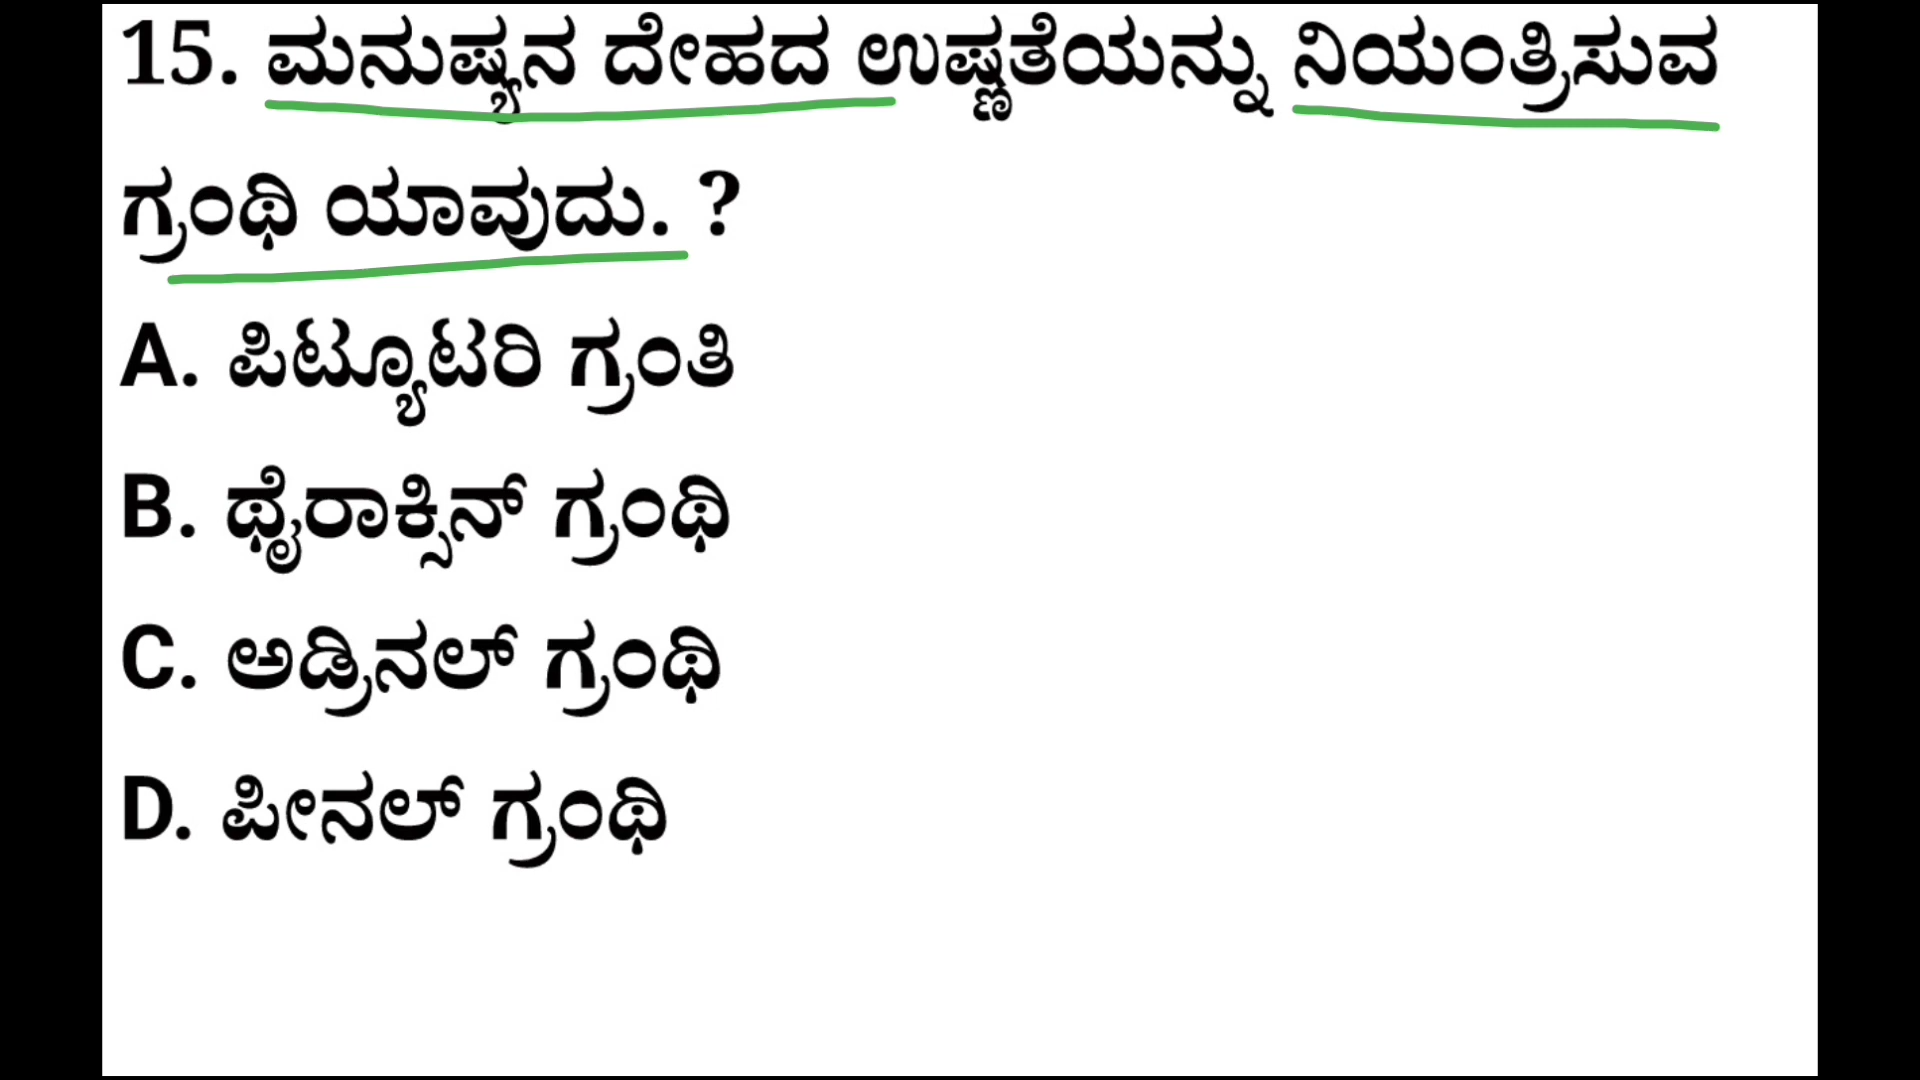 15. ಮನುಷ್ಯನ ದೇಹದ ಉಷ್ಣತೆಯನ್ನು ನಿಯಂತ್ರಿಸುವ
ಗ್ರಂಥಿ ಯಾವುದು. ?
A. ಪಿಟ್ಯೂಟರಿ ಗ್ರಂತಿ
B. ಥೈರಾಕ್ಸಿನ್ ಗ್ರಂಥಿ
C. ಅಡ್ರಿನಲ್ ಗ್ರಂಥಿ
D. ಪೀನಲ್ ಗ್ರಂಥಿ